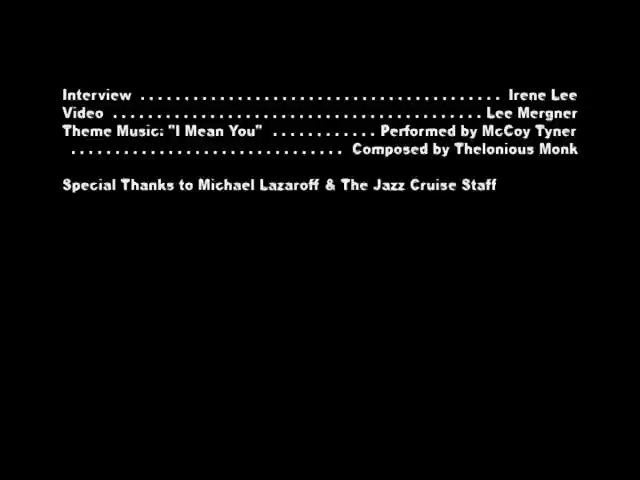 Interview ......................................... Irene Lee
Video .......................................... Lee Mergner
Theme Music: "I Mean You" ............ Performed by McCoy Tyner
............................... Composed by Thelonious Monk
Special Thanks to Michael Lazaroff & The Jazz Cruise Staff